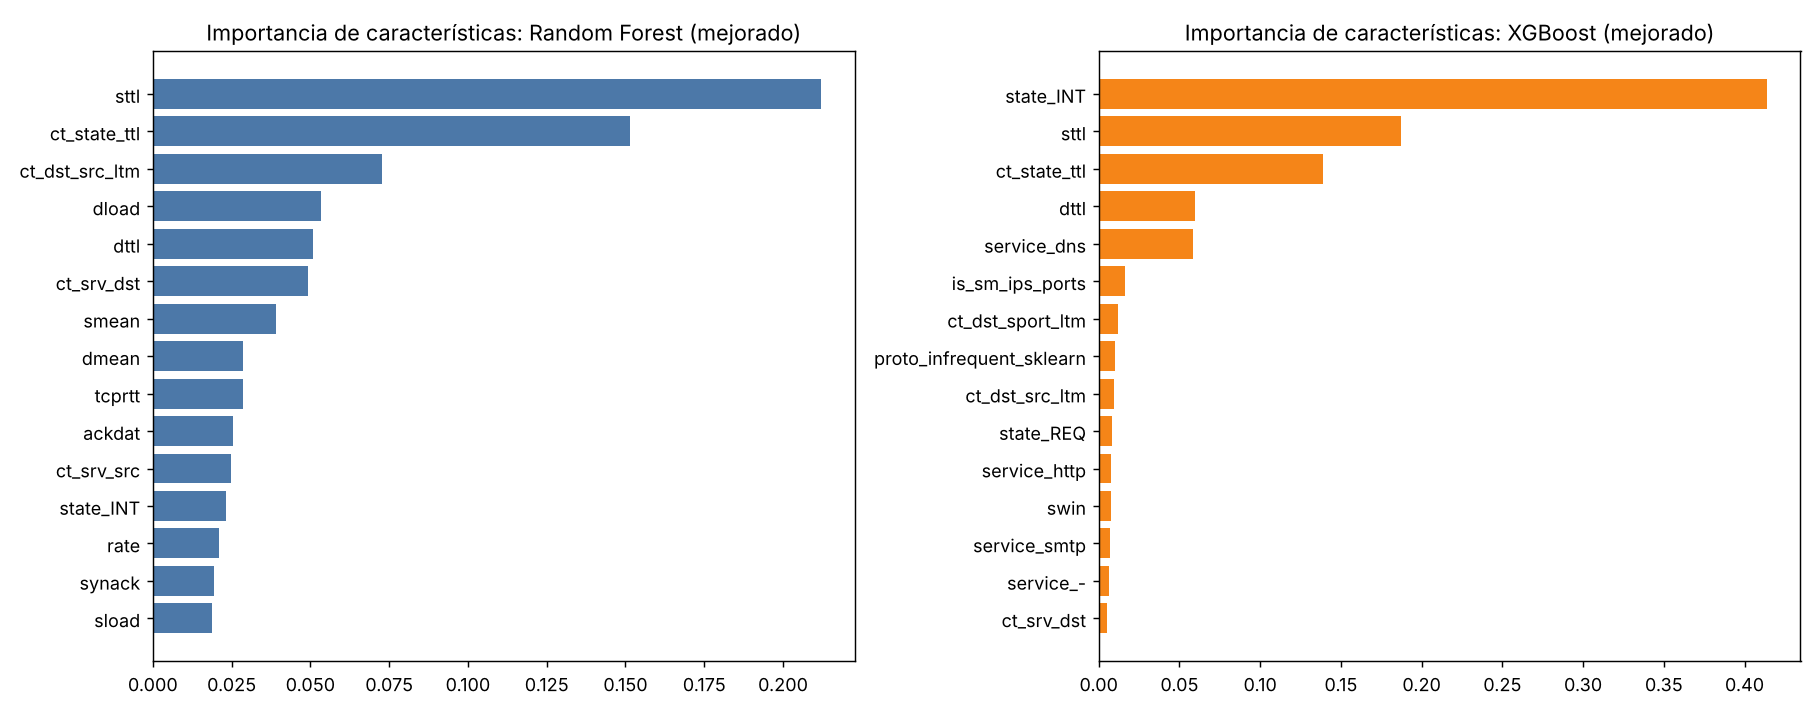 Importancia de características: Random Forest (mejorado)
sttl
ct_state_ttl
ct_dst_src_ltm
dload
dttl
ct_srv_dst
smean
dmean
tcprtt
ackdat
ct_srv_src
state_INT
rate
synack
sload
0.000 0.025 0.050 0.075 0.100 0.125 0.150 0.175 0.200
Importancia de características: XGBoost (mejorado)
state_INT
sttl
ct_state_ttl
dttl
service_dns
is_sm_ips_ports
ct_dst_sport_ltm
proto_infrequent_sklearn
ct_dst_src_ltm
state_REQ
service_http
swin
service_smtp
service_-
ct_srv_dst
0.00 0.05 0.10 0.15 0.20 0.25 0.30 0.35 0.40